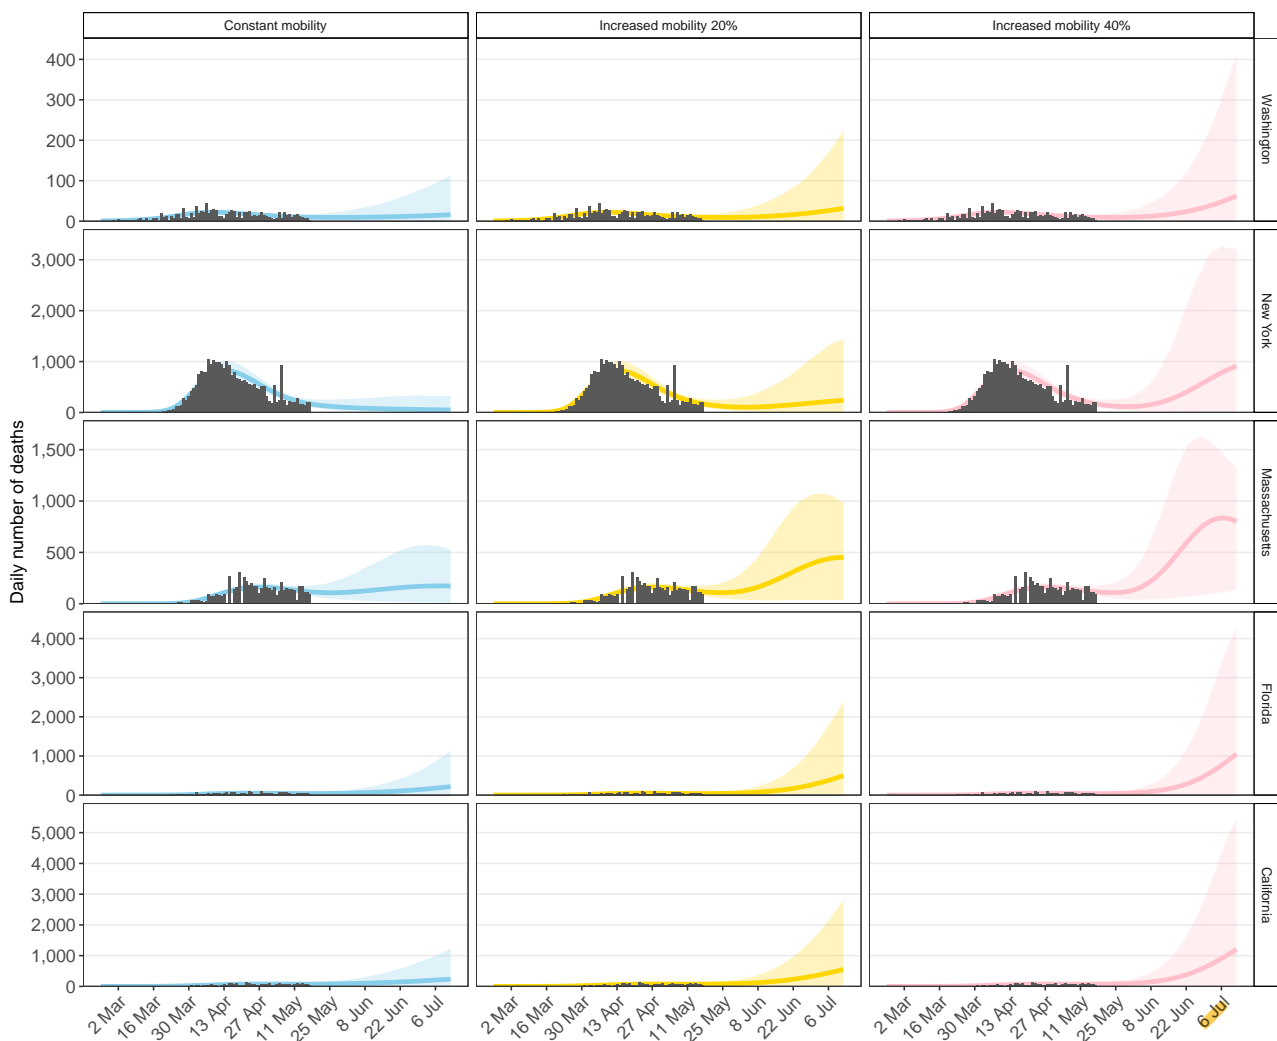 Constant mobility
Increased mobility 20%
Increased mobility 40%
Daily number of deaths
400
300
200
100
0
Washington
3,000
2,000
1,000
0
New York
1,500
1,000
500
0
Massachusetts
4,000
3,000
2,000
1,000
0
Florida
5,000
4,000
3,000
2,000
1,000
0
California
2 Mar
16 Mar
30 Mar
13 Apr
27 Apr
11 May
25 May
8 Jun
22 Jun
6 Jul
2 Mar
16 Mar
30 Mar
13 Apr
27 Apr
11 May
25 May
8 Jun
22 Jun
6 Jul
2 Mar
16 Mar
30 Mar
13 Apr
27 Apr
11 May
25 May
8 Jun
22 Jun
6 Jul